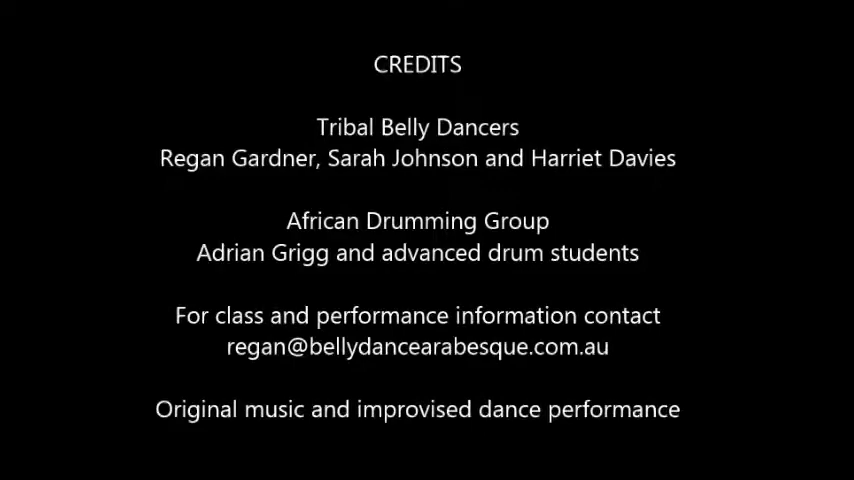 CREDITS
Tribal Belly Dancers
Regan Gardner, Sarah Johnson and Harriet Davies
African Drumming Group
Adrian Grigg and advanced drum students
For class and performance information contact
regan@bellydancearabesque.com.au
Original music and improvised dance performance